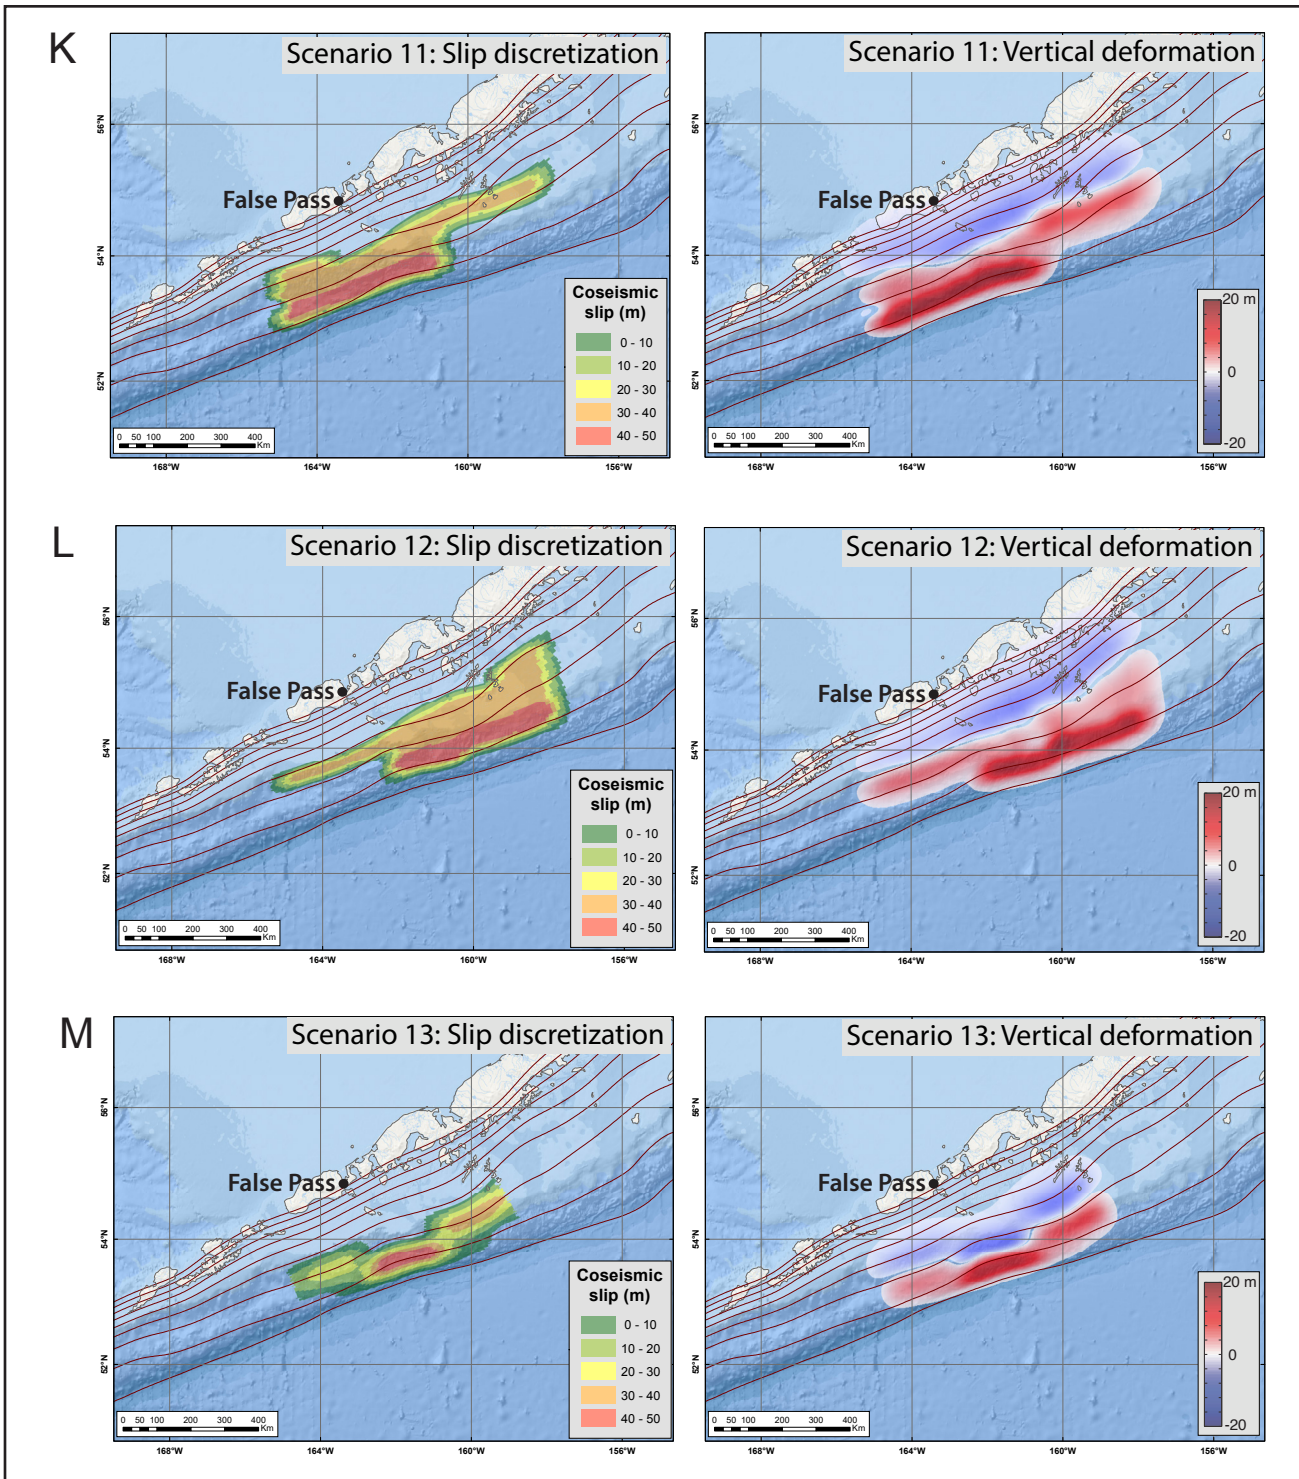 K
Scenario 11: Slip discretization
56°N
54°N
52°N
False Pass
Coseismic
slip (m)
0 - 10
10 - 20
20 - 30
30 - 40
40 - 50
0 50 100 200 300 400
Km
168°W 164°W 160°W 156°W
Scenario 11: Vertical deformation
56°N
54°N
52°N
False Pass
20 m
0
-20
0 50 100 200 300 400
Km
168°W 164°W 160°W 156°W
L
Scenario 12: Slip discretization
56°N
54°N
52°N
False Pass
Coseismic
slip (m)
0 - 10
10 - 20
20 - 30
30 - 40
40 - 50
0 50 100 200 300 400
Km
168°W 164°W 160°W 156°W
Scenario 12: Vertical deformation
56°N
54°N
52°N
False Pass
20 m
0
-20
0 50 100 200 300 400
Km
168°W 164°W 160°W 156°W
M
Scenario 13: Slip discretization
56°N
54°N
52°N
False Pass
Coseismic
slip (m)
0 - 10
10 - 20
20 - 30
30 - 40
40 - 50
0 50 100 200 300 400
Km
168°W 164°W 160°W 156°W
Scenario 13: Vertical deformation
56°N
54°N
52°N
False Pass
20 m
0
-20
0 50 100 200 300 400
Km
168°W 164°W 160°W 156°W